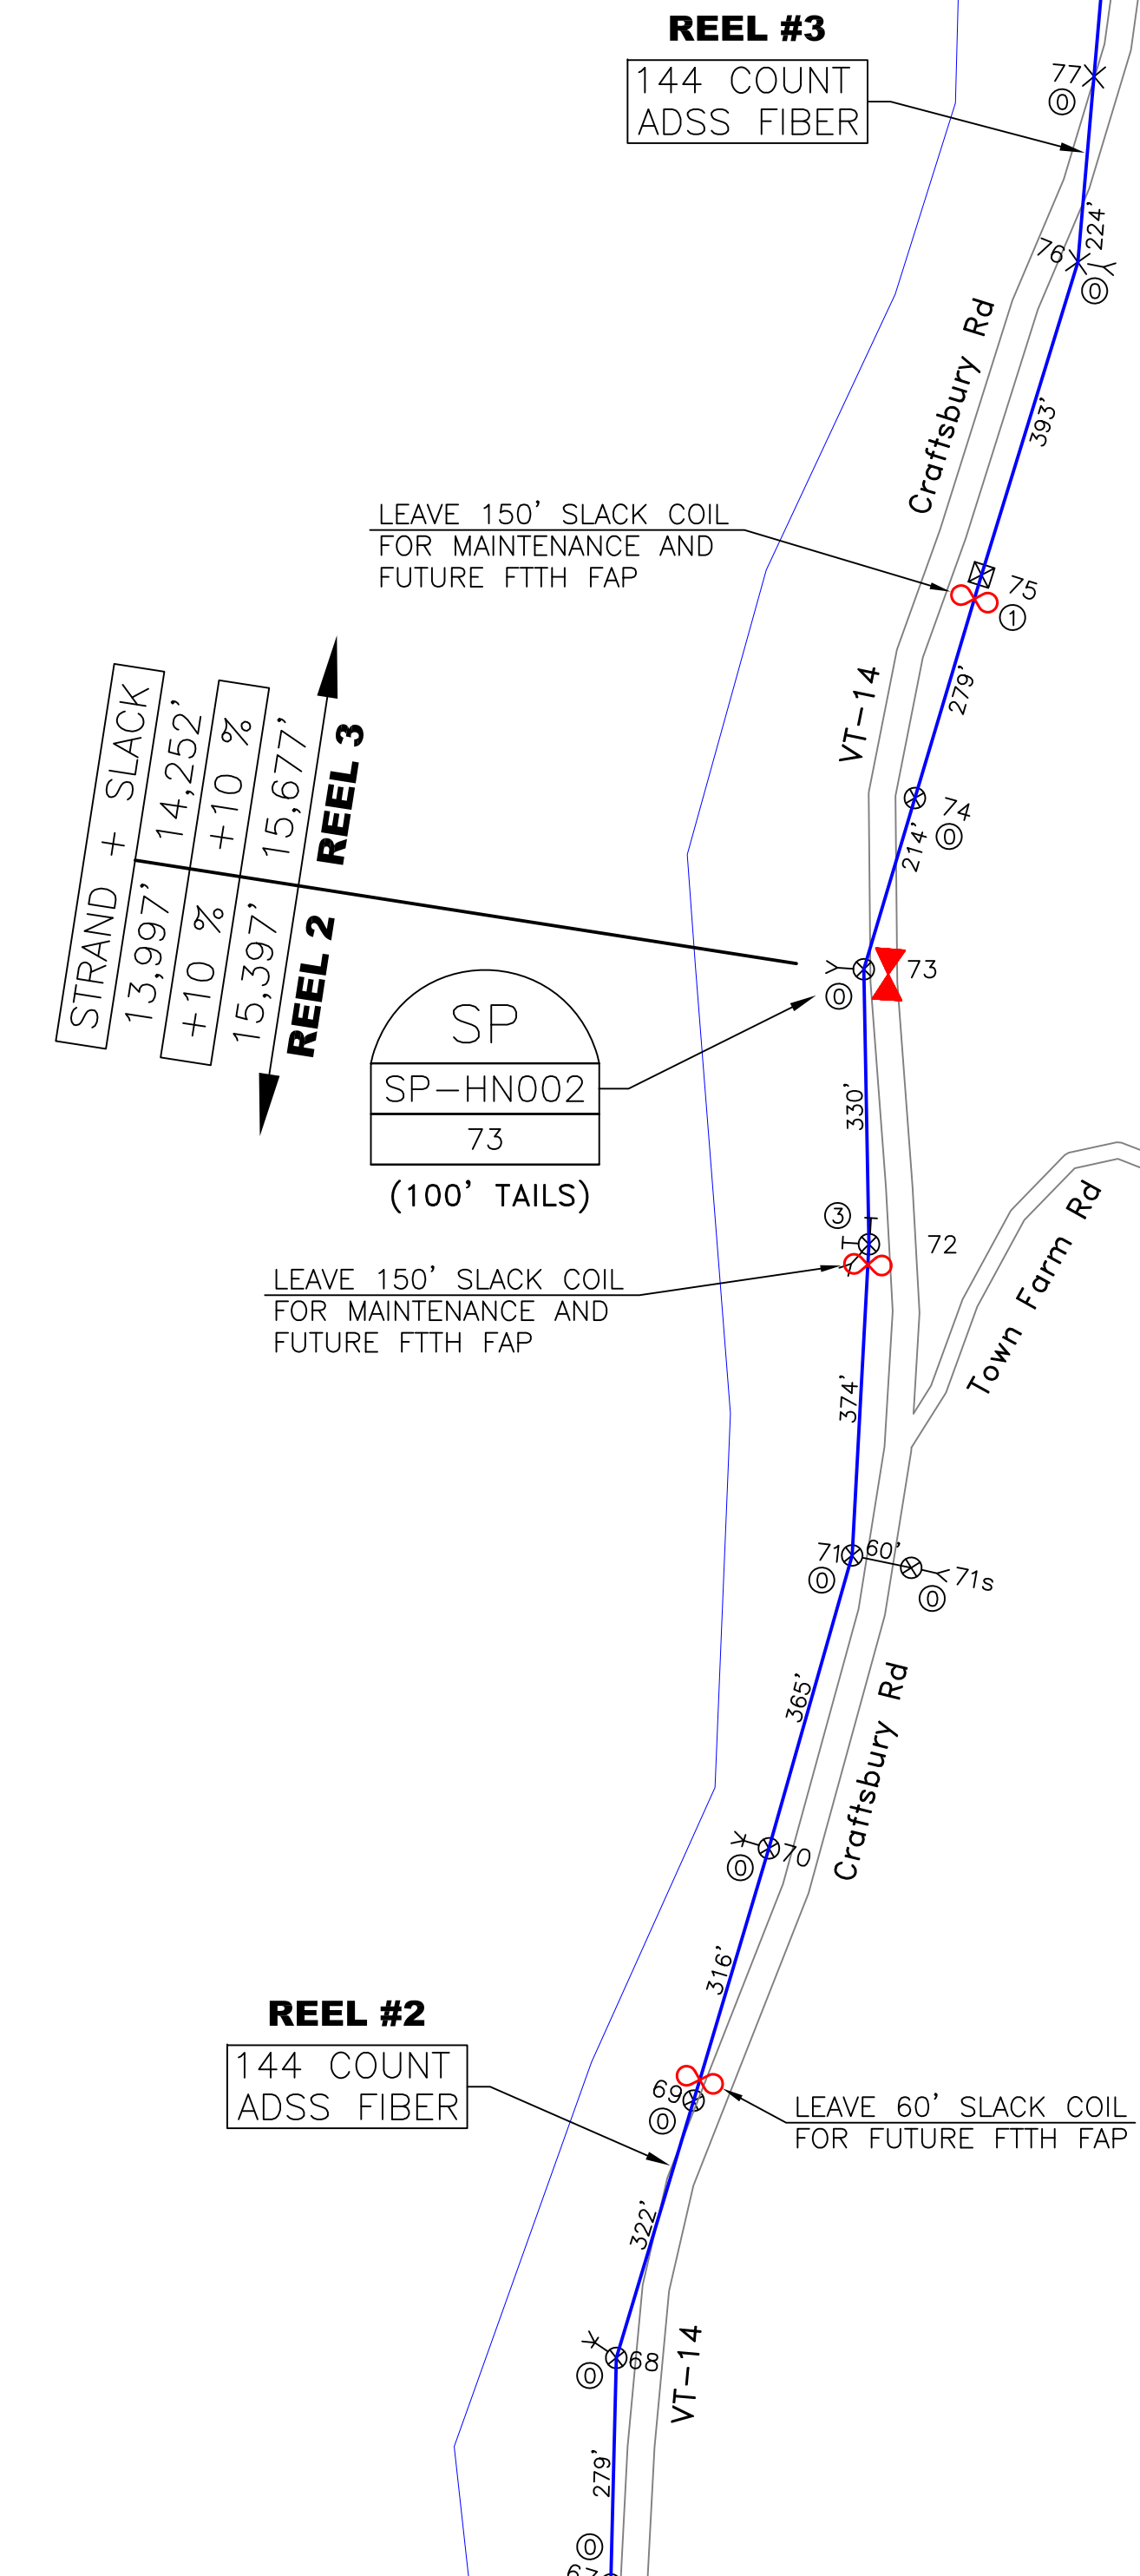 REEL #3
144 COUNT
ADSS FIBER
77
0
224'
76
0
Craftsbury Rd
393'
LEAVE 150' SLACK COIL
FOR MAINTENANCE AND
FUTURE FTTH FAP
75
1
279'
VT-14
74
0
214'
STRAND + SLACK
13,997' 14,252'
+10 % +10 %
15,397' 15,677'
REEL 2 REEL 3
73
0
SP
SP-HN002
73
(100' TAILS)
330'
3
72
LEAVE 150' SLACK COIL
FOR MAINTENANCE AND
FUTURE FTTH FAP
Town Farm Rd
374'
71
60'
71s
0
0
365'
Craftsbury Rd
70
0
316'
REEL #2
144 COUNT
ADSS FIBER
69
0
LEAVE 60' SLACK COIL
FOR FUTURE FTTH FAP
322'
68
0
VT-14
279'
0
67